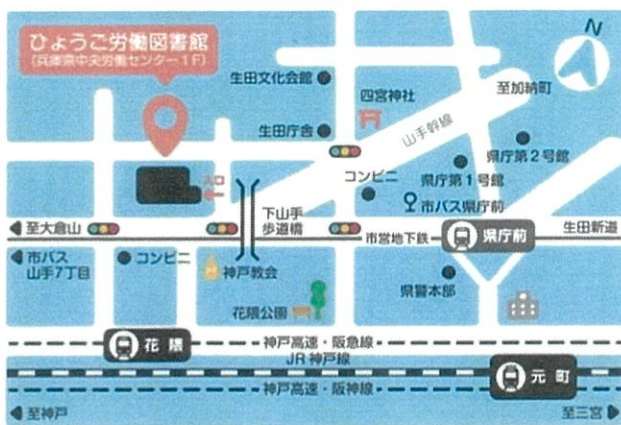 ひょうご労働図書館
(兵庫県中央労働センター1F)
N
生田文化会館
四宮神社
至加納町
生田庁舎
山手幹線
県庁第2号館
県庁第1号館
コンビニ
入口
市バス県庁前
下山手
歩道橋
至大倉山
市営地下鉄
県庁前
生田新道
市バス
山手7丁目
コンビニ
神戸教会
県警本部
花隈公園
花隈
神戸高速・阪急線
JR神戸線
元町
神戸高速・阪神線
至神戸
至三宮